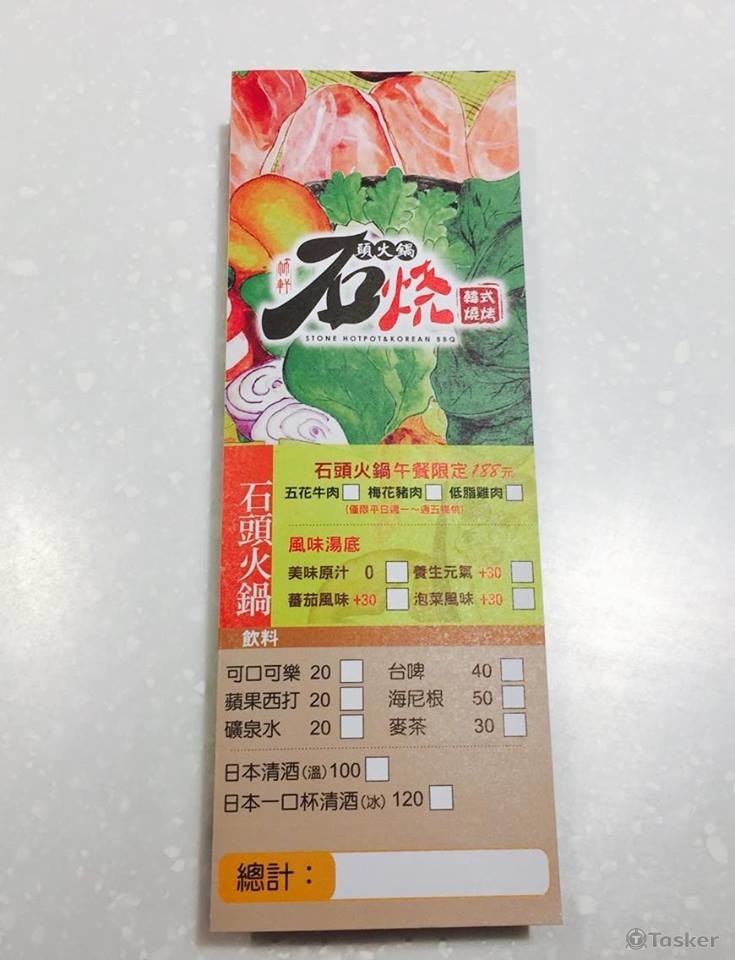 頭火鍋
石烧
韓式
燒烤
STONE HOTPOT&KOREAN BBQ
石頭火鍋
石頭火鍋午餐限定188元
五花牛肉 梅花豬肉 低脂雞肉
(僅限平日週一~週五提供)
風味湯底
美味原汁 0 養生元氣 +30
蕃茄風味 +30 泡菜風味 +30
飲料
可口可樂 20 台啤 40
蘋果西打 20 海尼根 50
礦泉水 20 麥茶 30
日本清酒(溫)100
日本一口杯清酒(冰) 120
總計：
Tasker